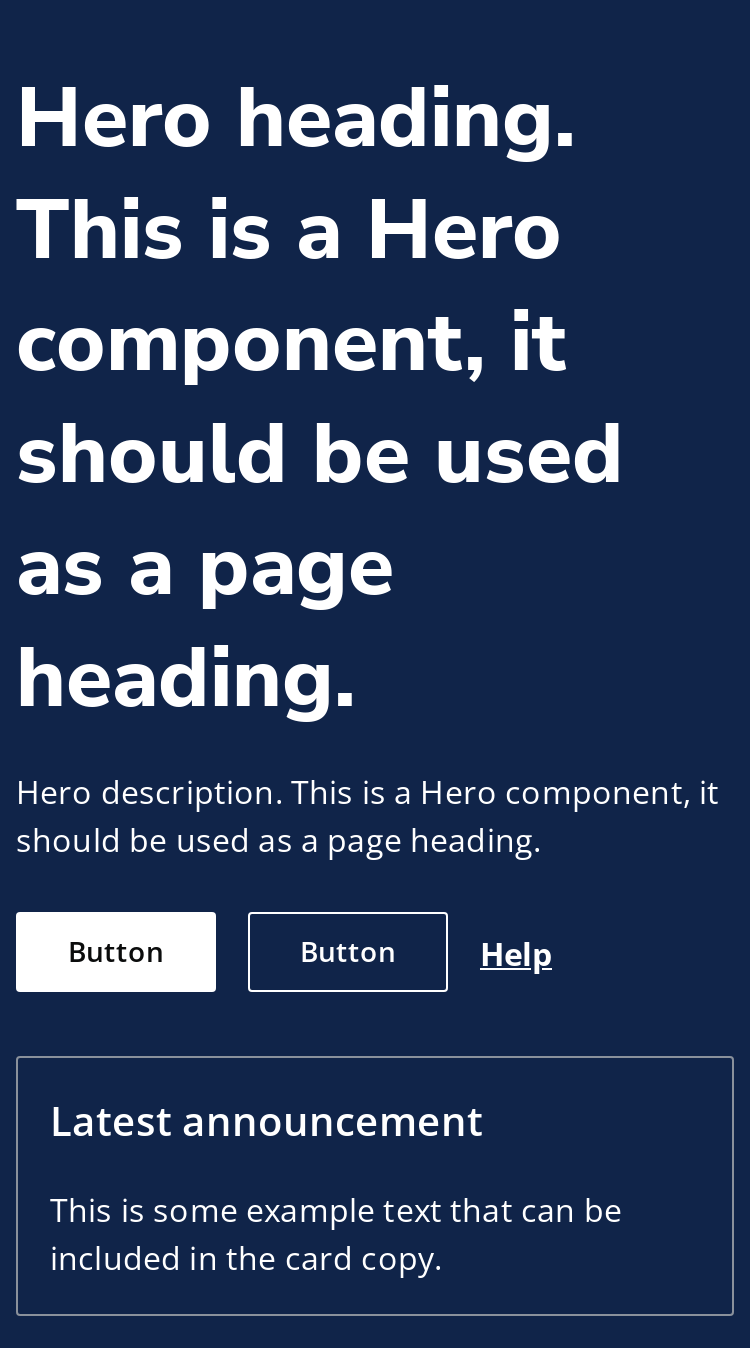 Hero heading.
This is a Hero
component, it
should be used
as a page
heading.
Hero description. This is a Hero component, it
should be used as a page heading.
Button
Button
Help
Latest announcement
This is some example text that can be
included in the card copy.